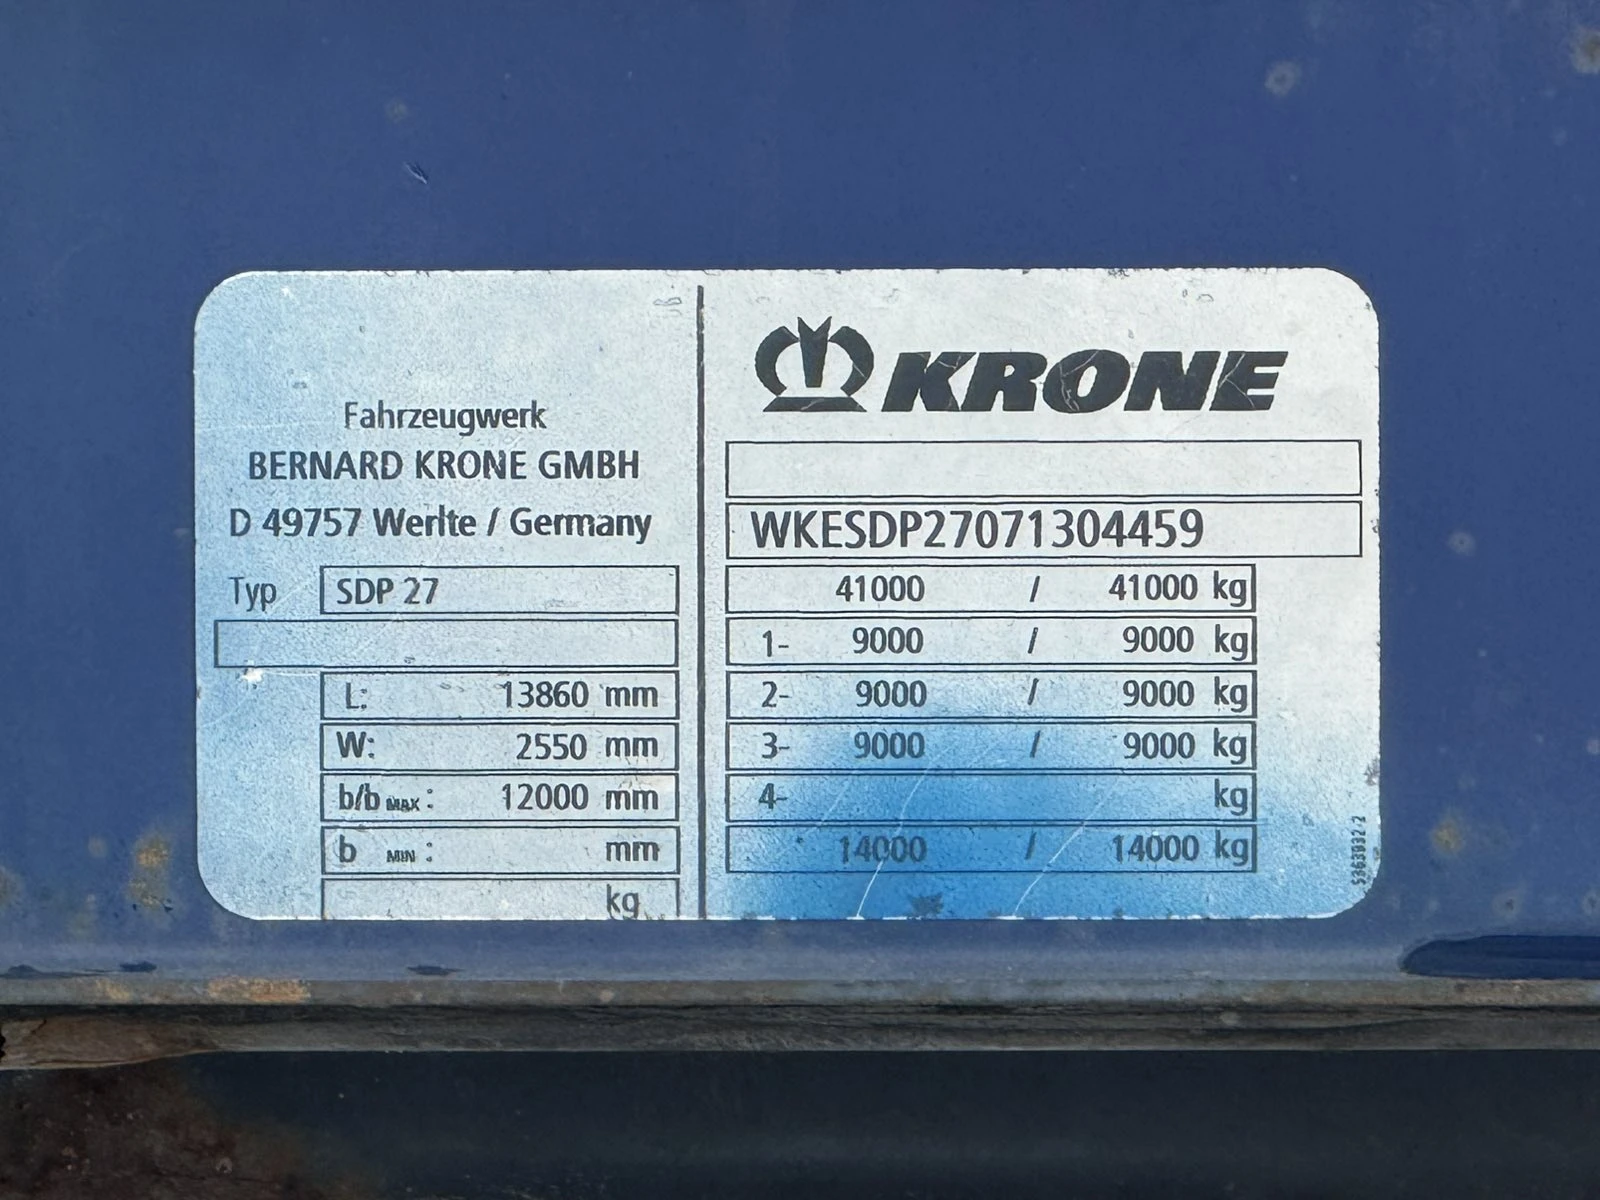 Fahrzeugwerk
BERNARD KRONE GMBH
D 49757 Werlte / Germany
Typ SDP 27
L: 13860 mm
W: 2550 mm
b/b MAX : 12000 mm
b MIN : mm
kg
KRONE
WKESDP27071304459
41000 / 41000 kg
1- 9000 / 9000 kg
2- 9000 / 9000 kg
3- 9000 / 9000 kg
4- kg
14000 / 14000 kg
5363032-2